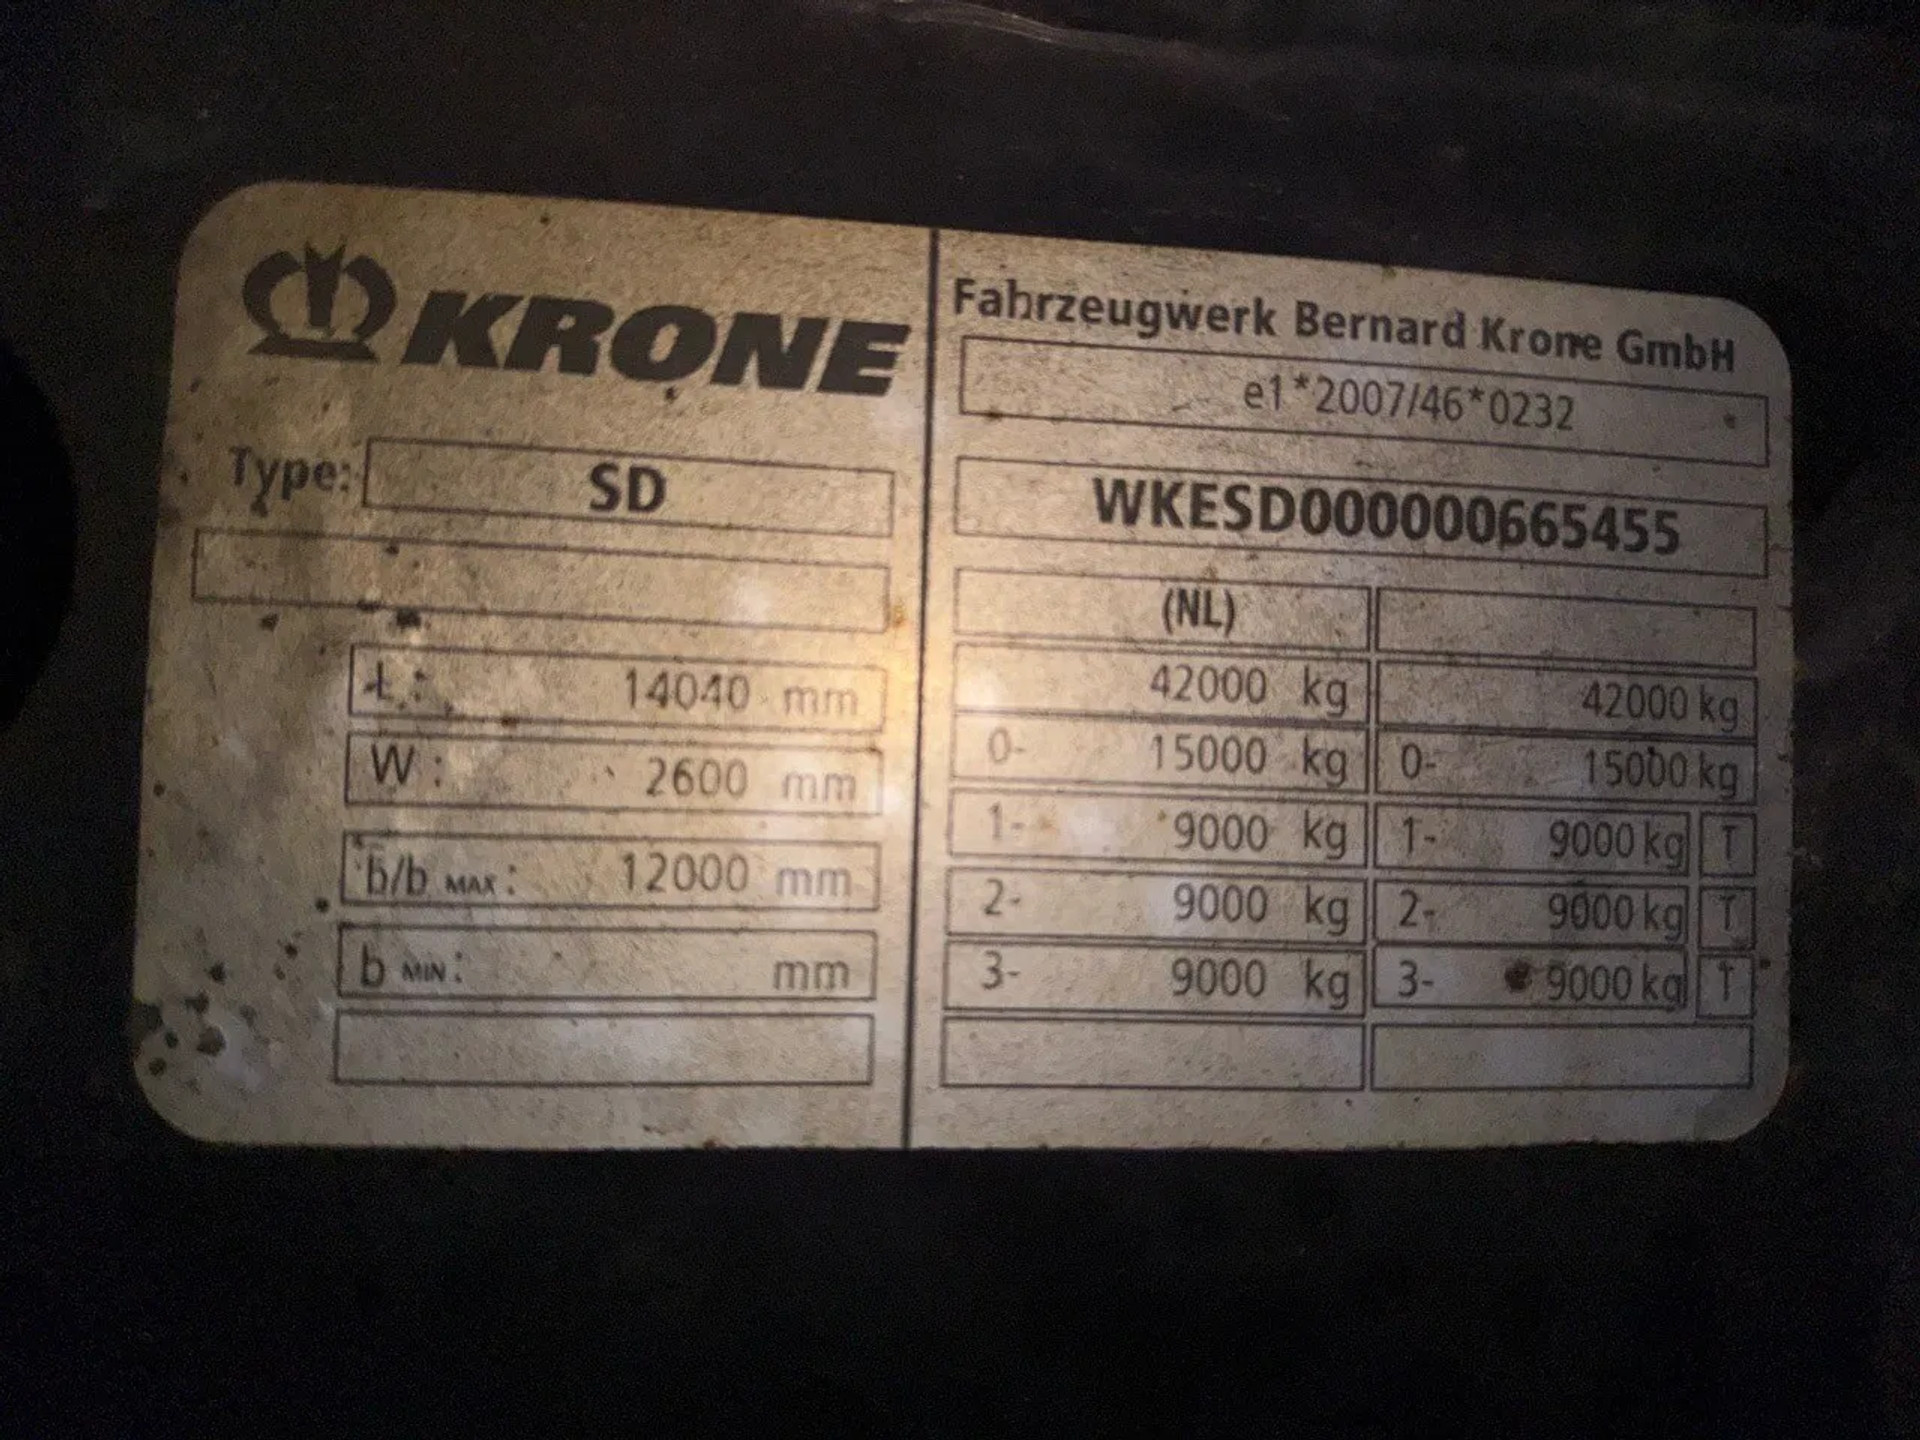 KRONE
Type: SD
L: 14040 mm
W: 2600 mm
b/b MAX: 12000 mm
b MIN: mm
Fahrzeugwerk Bernard Krone GmbH
e1*2007/46*0232
WKESD000000665455
(NL)
42000 kg 42000 kg
0- 15000 kg 0- 15000 kg
1- 9000 kg 1- 9000 kg T
2- 9000 kg 2- 9000 kg T
3- 9000 kg 3- 9000 kg T